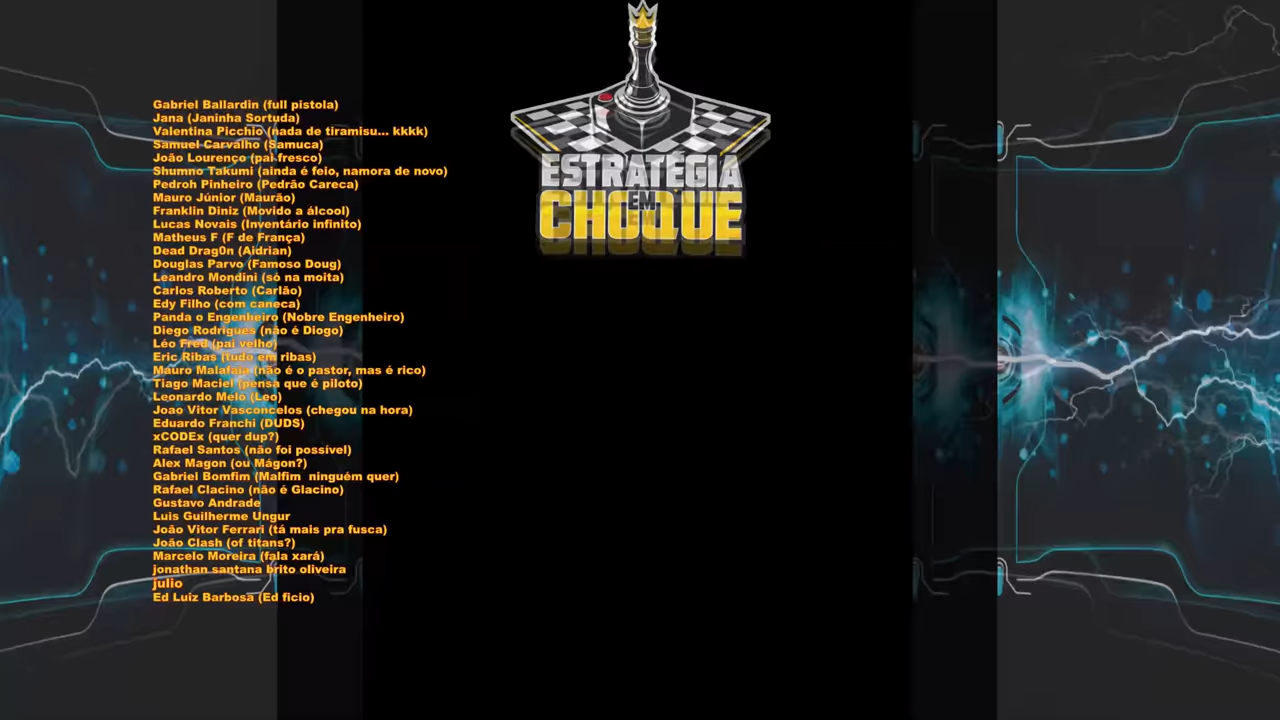 Gabriel Ballardin (full pistola)
Jana (Janinha Sortuda)
Valentina Picchio (nada de tiramisu... kkkk)
Samuel Carvalho (Samuca)
João Lourenço (pai fresco)
Shumno Takumi (ainda é feio, namora de novo)
Pedroh Pinheiro (Pedrão Careca)
Mauro Júnior (Maurão)
Franklin Diniz (Movido a álcool)
Lucas Novais (Inventário infinito)
Matheus F (F de França)
Dead Drag0n (Aidrian)
Douglas Parvo (Famoso Doug)
Leandro Mondini (só na moita)
Carlos Roberto (Carlão)
Edy Filho (com caneca)
Panda o Engenheiro (Nobre Engenheiro)
Diego Rodrigues (não é Diogo)
Léo Fred (pai velho)
Eric Ribas (tudo em ribas)
Mauro Malafaia (não é o pastor, mas é rico)
Tiago Maciel (pensa que é piloto)
Leonardo Melo (Leo)
Joao Vitor Vasconcelos (chegou na hora)
Eduardo Franchi (DUDS)
xCODEx (quer dup?)
Rafael Santos (não foi possível)
Alex Magon (ou Mágon?)
Gabriel Bomfim (Malfim  ninguém quer)
Rafael Clacino (não é Glacino)
Gustavo Andrade
Luis Guilherme Ungur
João Vitor Ferrari (tá mais pra fusca)
João Clash (of titans?)
Marcelo Moreira (fala xará)
jonathan santana brito oliveira
julio
Ed Luiz Barbosa (Ed ficio)
ESTRATÉGIA
EM
CHOQUE